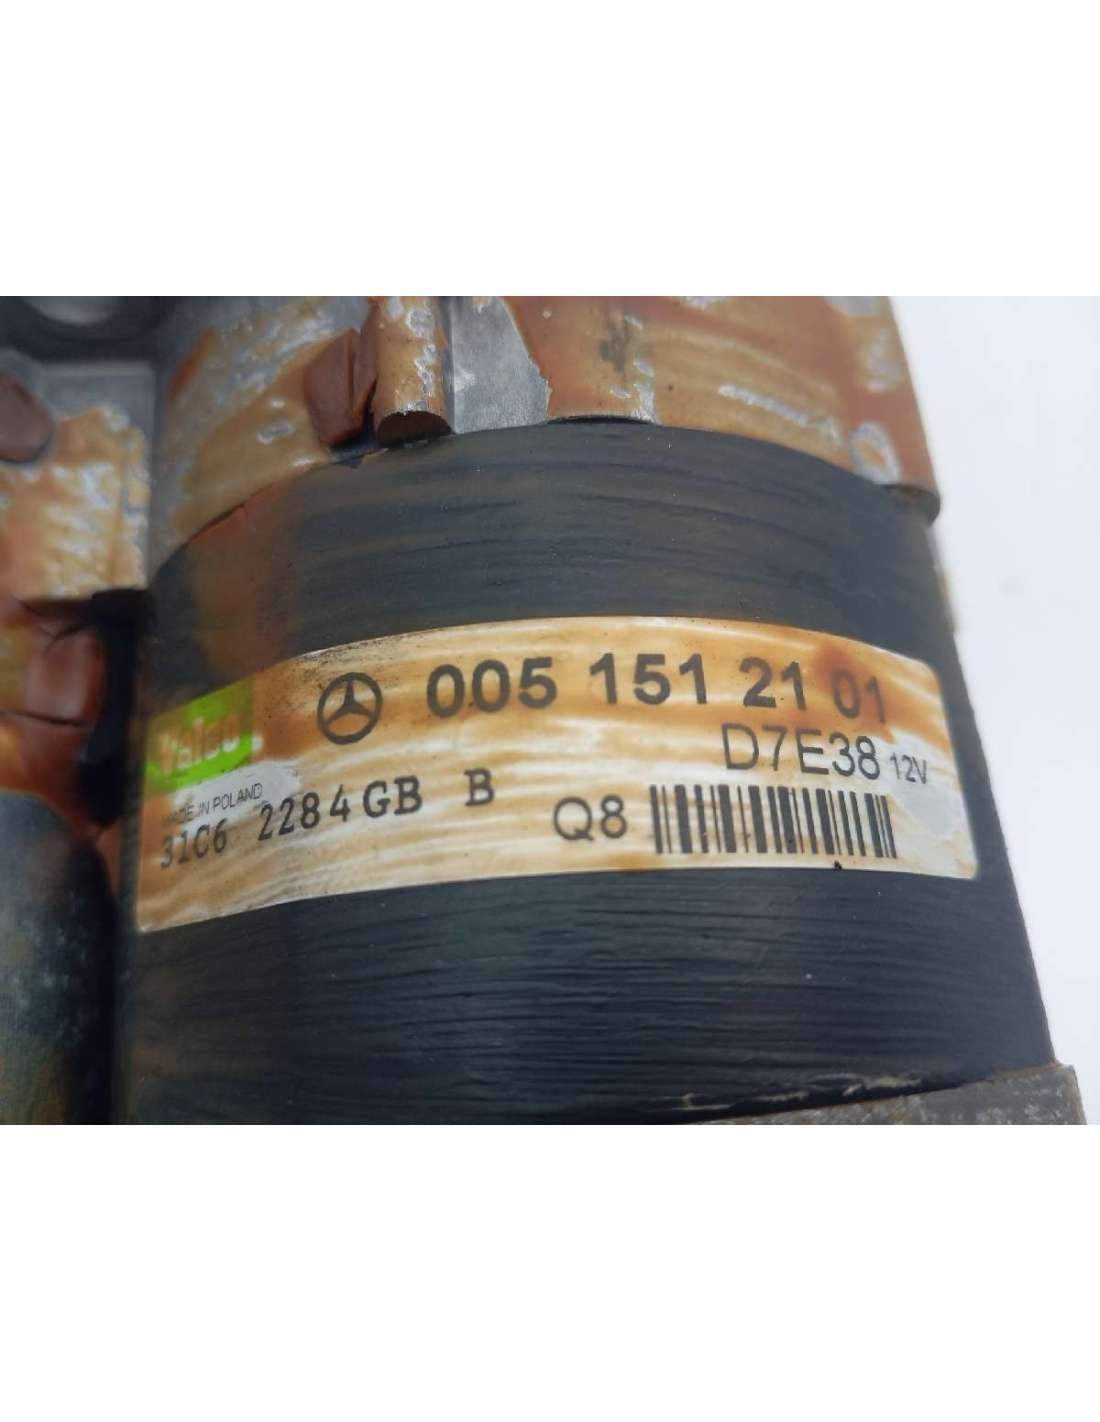 005 151 21 01
Valeo
D7E38 12V
MADE IN POLAND
31C6 2284GB B
Q8